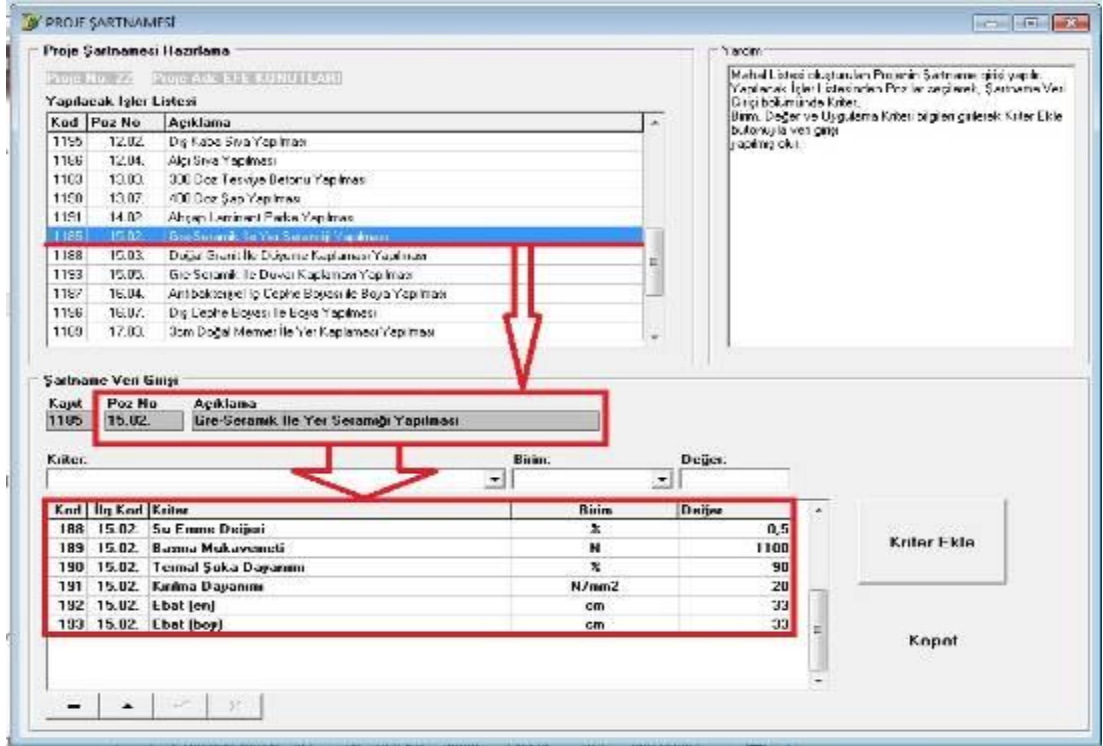 PROJE ŞARTNAMESİ
Proje Şartnamesi Hazırlama
Proje No: 22 Proje Adı: EFE KONUTLARI
Yapılacak İşler Listesi
Kod Poz No Açıklama
1195 12.02. Dış Kaba Sıva Yapılması
1186 12.04. Alçı Sıva Yapılması
13.03. 300 Doz Tesviye Betonu Yapılması
1190 13.07. 400 Doz Şap Yapılması
1191 14.02. Ahşap Laminant Parke Yapılması
1185 15.02. Gre-Seramik İle Yer Seramiği Yapılması
1188 15.03. Doğal Granit İle Döşeme Kaplaması Yapılması
1193 15.05. Gre-Seramik İle Duvar Kaplaması Yapılması
1197 16.04. Antibakteriyel İç Cephe Boyası ile Boya Yapılması
1196 16.07. Dış Cephe Boyası İle Boya Yapılması
17.03. 3cm Doğal Mermer İle Yer Kaplaması Yapılması
Yardım
Mahal Listesi oluşturulan Projenin Şartname girişi yapılır.
Yapılacak İşler Listesinden Pozlar seçilerek, Şartname Veri
Girişi bölümünde Kriter,
Birim, Değer ve Uygulama Kriteri bilgileri girilerek Kriter Ekle
butonuyla veri girişi
yapılmış olur.
Şartname Veri Girişi
Kayıt Poz No Açıklama
1185 15.02. Gre-Seramik İle Yer Seramiği Yapılması
Kriter: Birim: Değer:
Kod İlg Kod Kriter Birim Değer
188 15.02. Su Emme Değeri % 0,5
189 15.02. Basma Mukavemeti N 1100
190 15.02. Termal Şoka Dayanımı % 90
191 15.02. Kırılma Dayanımı N/mm2 20
192 15.02. Ebat (en) cm 33
193 15.02. Ebat (boy) cm 33
Kriter Ekle
Kapat